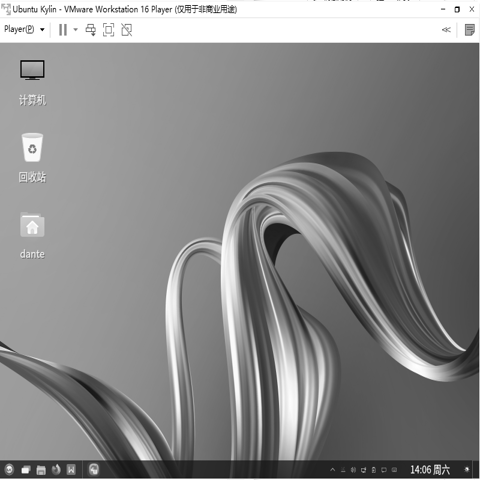 Ubuntu Kylin - VMware Workstation 16 Player (仅用于非商业用途)
Player(P)
计算机
回收站
dante
14:06 周六